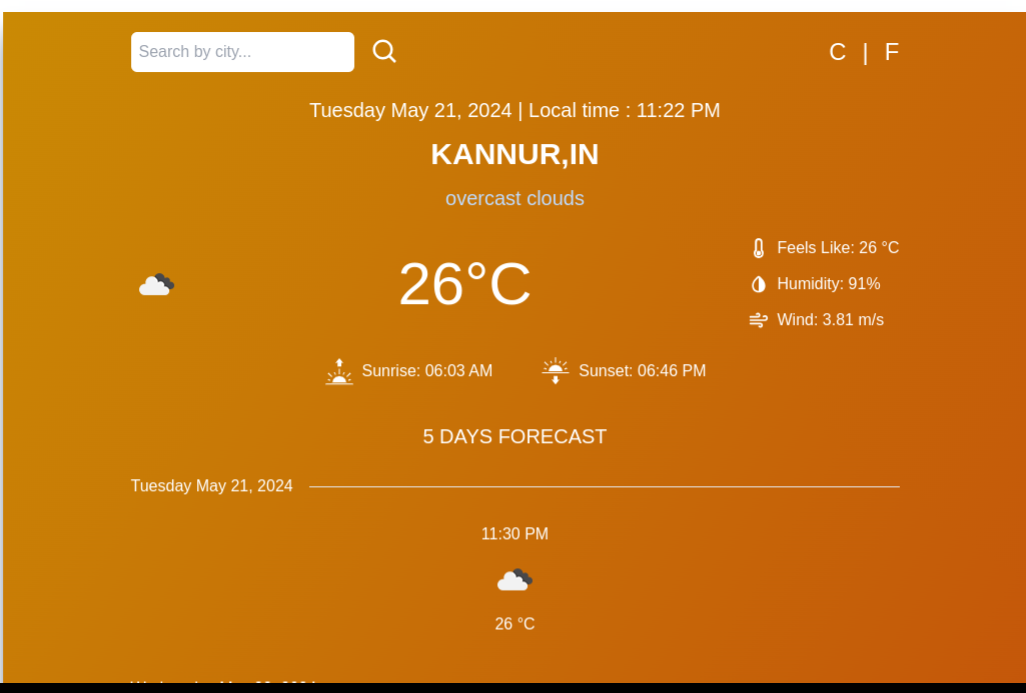 Search by city...
C | F
Tuesday May 21, 2024 | Local time : 11:22 PM
KANNUR,IN
overcast clouds
26°C
Feels Like: 26 °C
Humidity: 91%
Wind: 3.81 m/s
Sunrise: 06:03 AM
Sunset: 06:46 PM
5 DAYS FORECAST
Tuesday May 21, 2024
11:30 PM
26 °C